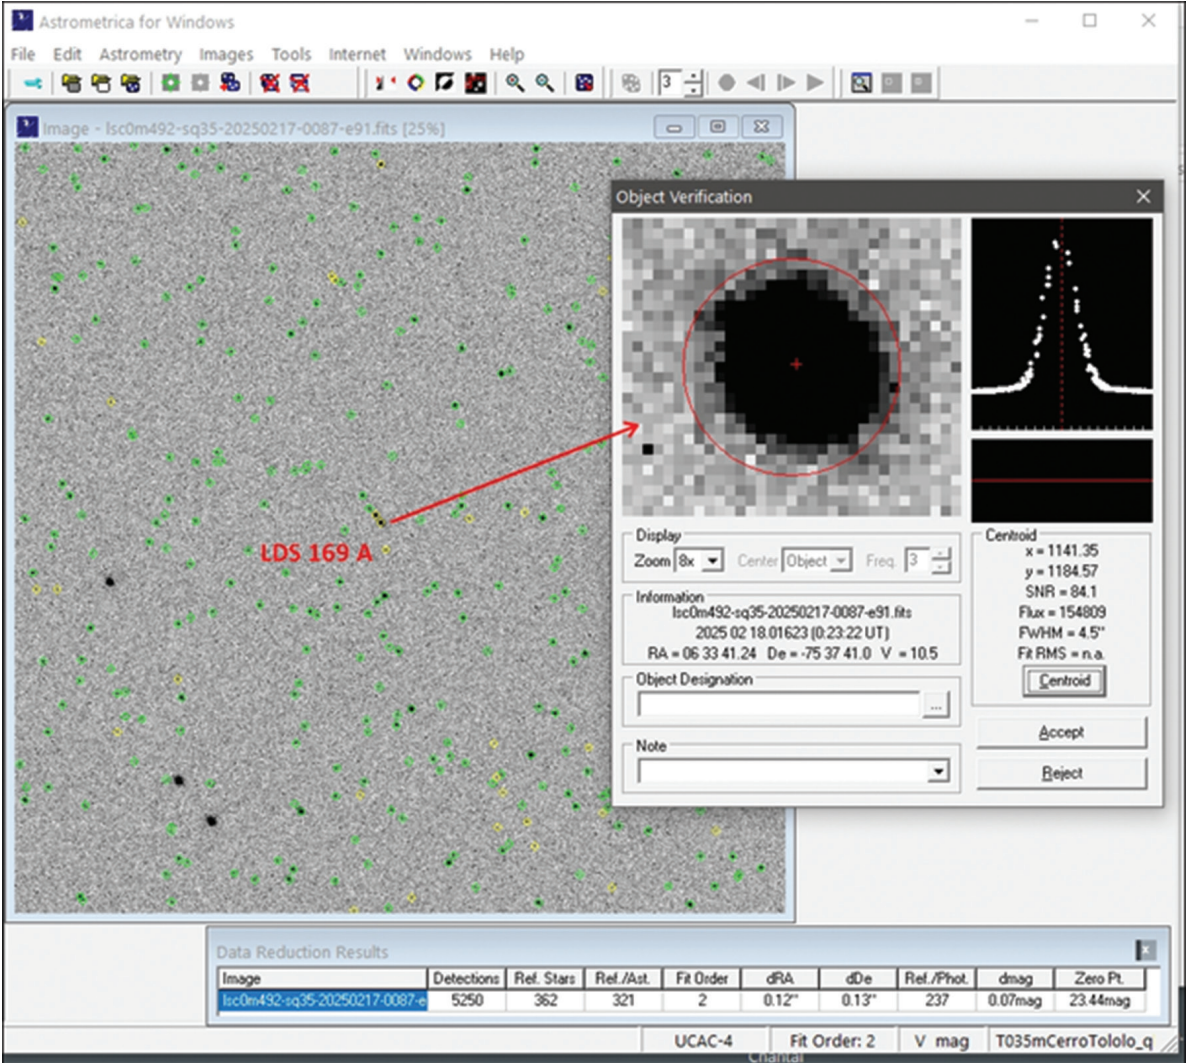 Astrometrica for Windows
File Edit Astrometry Images Tools Internet Windows Help
3
Image - lsc0m492-sq35-20250217-0087-e91.fits [25%]
LDS 169 A
Object Verification
Display
Zoom 8x Center Object Freq. 3
Information
lsc0m492-sq35-20250217-0087-e91.fits
2025 02 18.01623 (0:23:22 UT)
RA = 06 33 41.24 De = -75 37 41.0 V = 10.5
Object Designation
...
Note
Centroid
x = 1141.35
y = 1184.57
SNR = 84.1
Flux = 154809
FWHM = 4.5"
Fit RMS = n.a.
Centroid
Accept
Reject
Data Reduction Results
Image Detections Ref. Stars Ref./Ast. Fit Order dRA dDe Ref./Phot. dmag Zero Pt.
lsc0m492-sq35-20250217-0087-e 5250 362 321 2 0.12" 0.13" 237 0.07mag 23.44mag
UCAC-4 Fit Order: 2 V mag T035mCerroTololo_q
Chantal